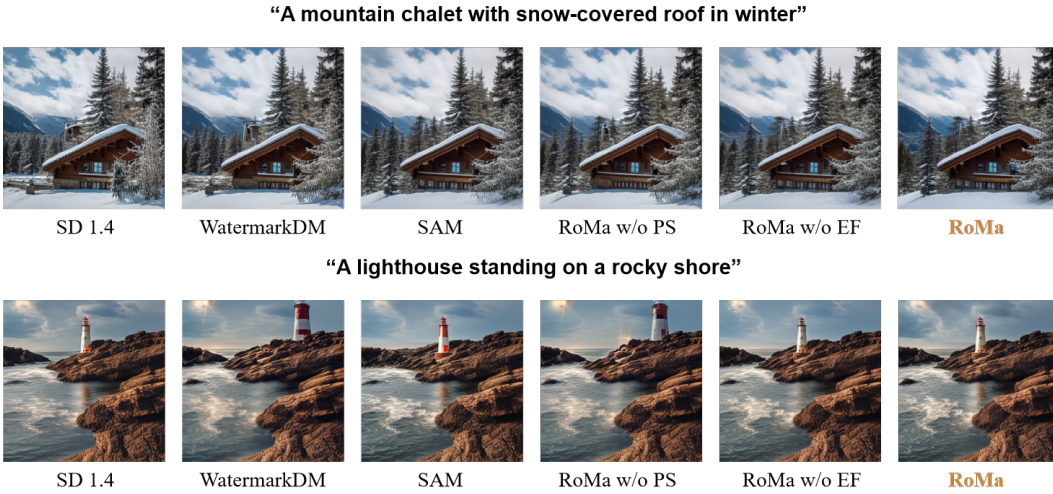 “A mountain chalet with snow-covered roof in winter”
SD 1.4 WatermarkDM SAM RoMa w/o PS RoMa w/o EF RoMa
“A lighthouse standing on a rocky shore”
SD 1.4 WatermarkDM SAM RoMa w/o PS RoMa w/o EF RoMa